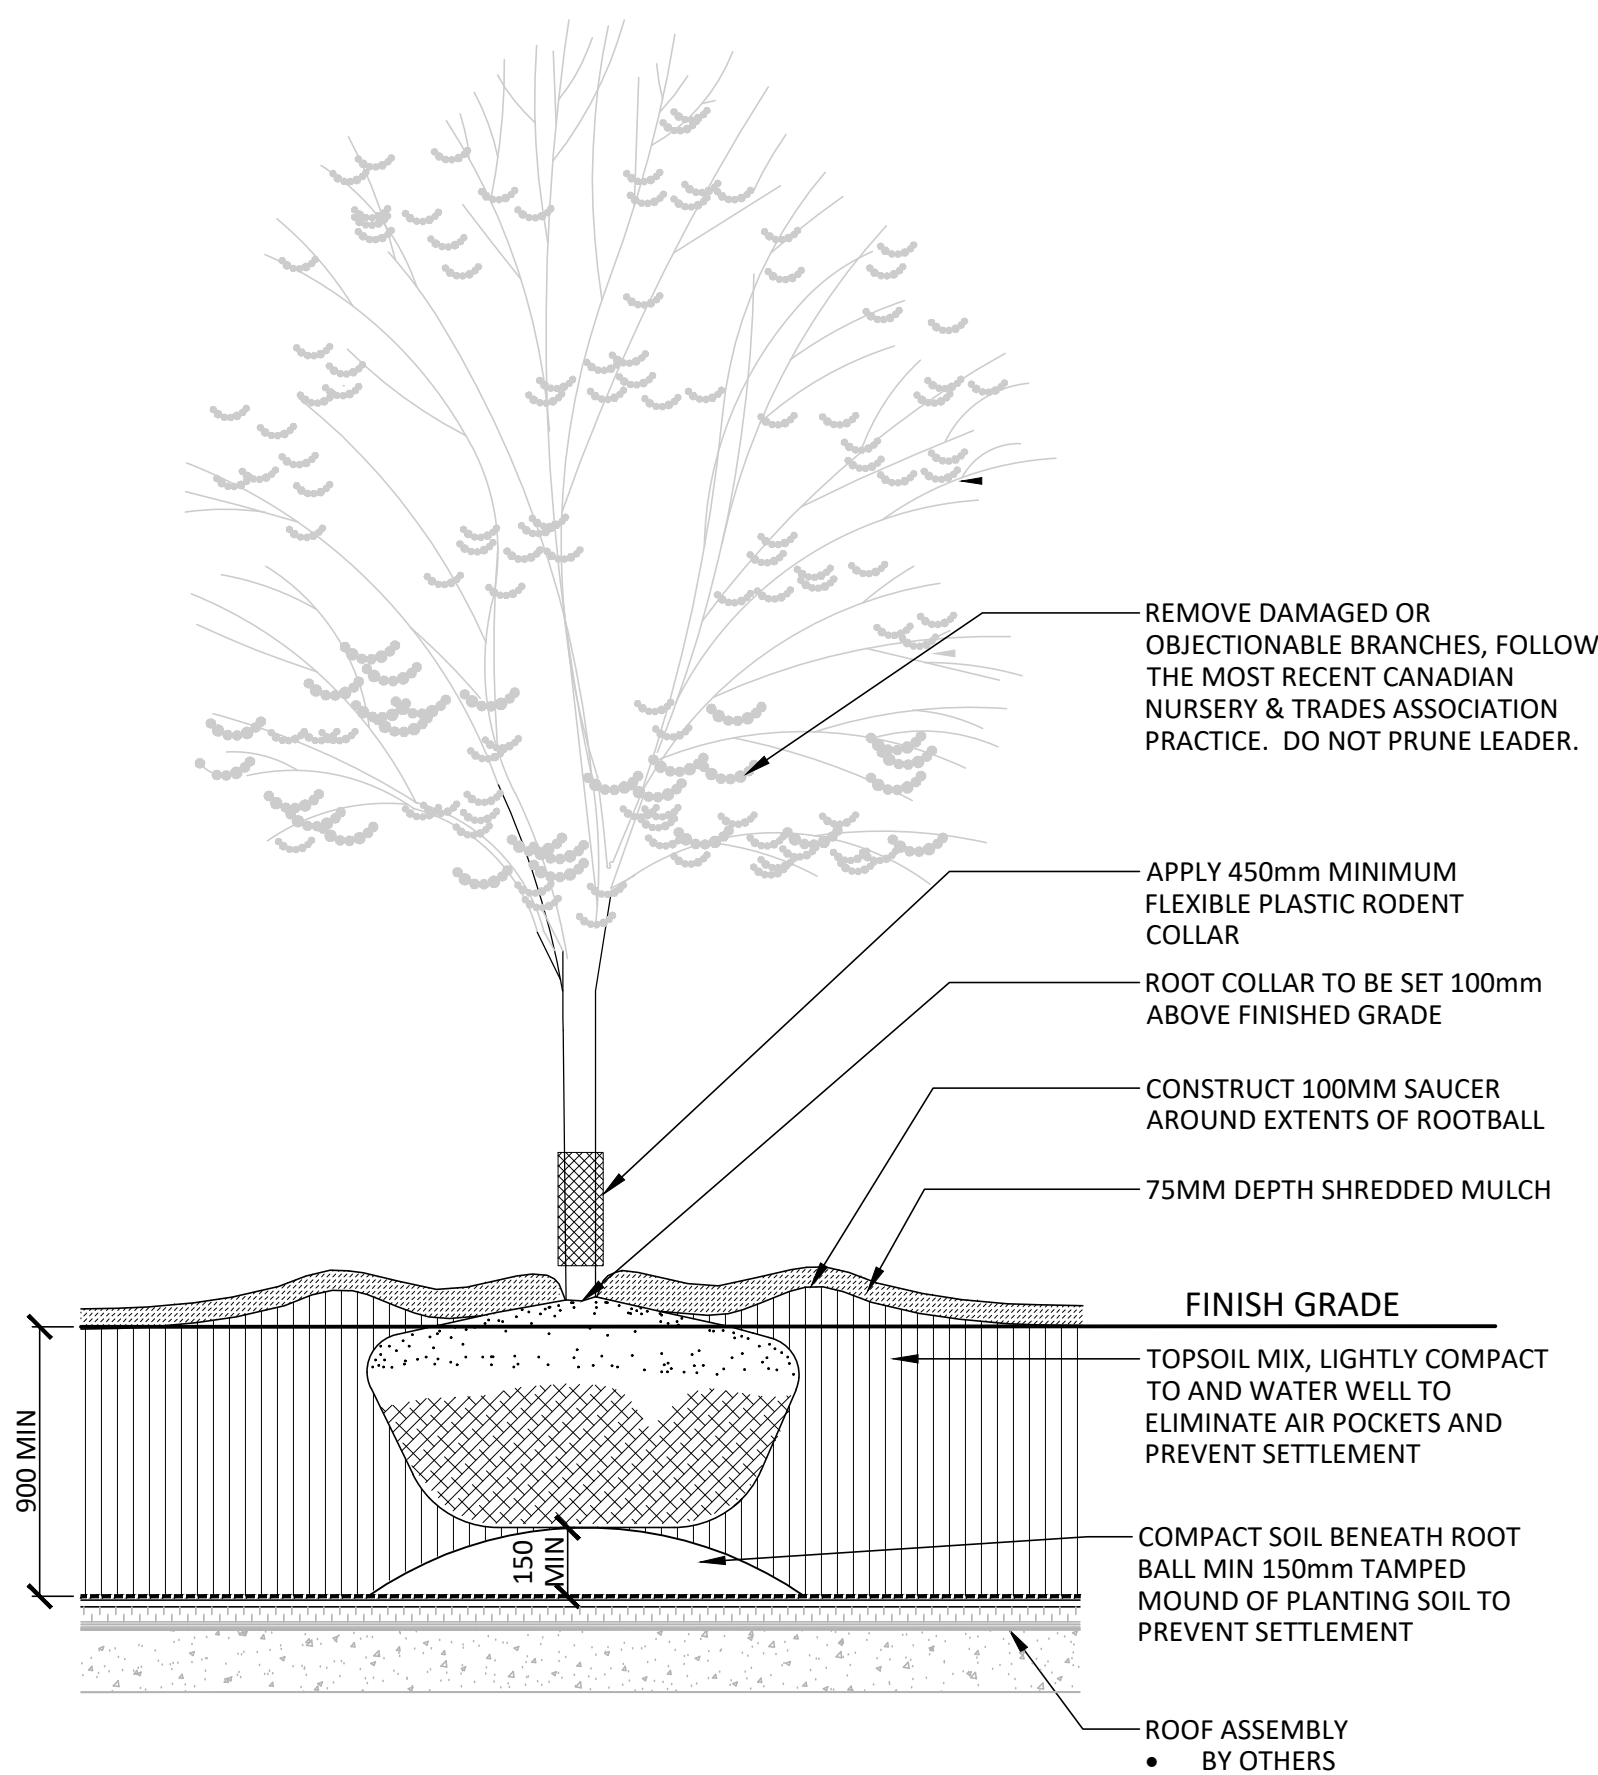 REMOVE DAMAGED OR
OBJECTIONABLE BRANCHES, FOLLOW
THE MOST RECENT CANADIAN
NURSERY & TRADES ASSOCIATION
PRACTICE.  DO NOT PRUNE LEADER.
APPLY 450mm MINIMUM
FLEXIBLE PLASTIC RODENT
COLLAR
ROOT COLLAR TO BE SET 100mm
ABOVE FINISHED GRADE
CONSTRUCT 100MM SAUCER
AROUND EXTENTS OF ROOTBALL
75MM DEPTH SHREDDED MULCH
FINISH GRADE
TOPSOIL MIX, LIGHTLY COMPACT
TO AND WATER WELL TO
ELIMINATE AIR POCKETS AND
PREVENT SETTLEMENT
900 MIN
150
MIN
COMPACT SOIL BENEATH ROOT
BALL MIN 150mm TAMPED
MOUND OF PLANTING SOIL TO
PREVENT SETTLEMENT
ROOF ASSEMBLY
• BY OTHERS